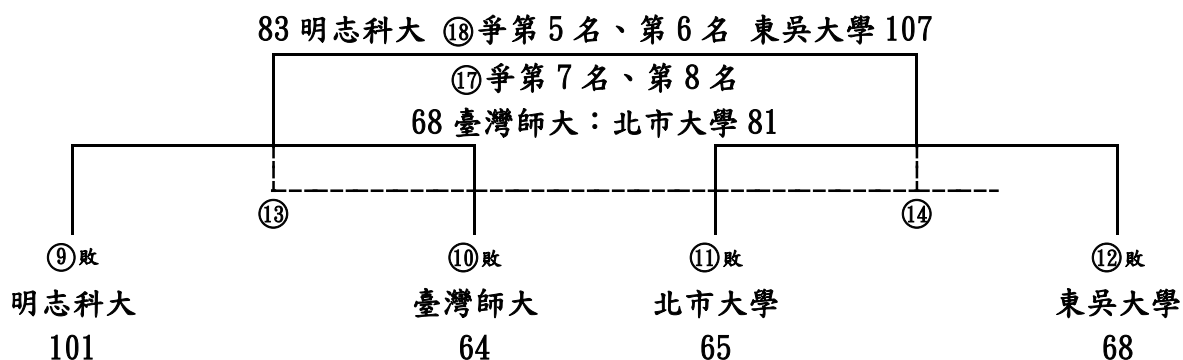 83 明志科大 ⑱爭第 5 名、第 6 名 東吳大學 107
⑰爭第 7 名、第 8 名
68 臺灣師大：北市大學 81
⑬ ⑭
⑨敗 ⑩敗 ⑪敗 ⑫敗
明志科大 臺灣師大 北市大學 東吳大學
101 64 65 68